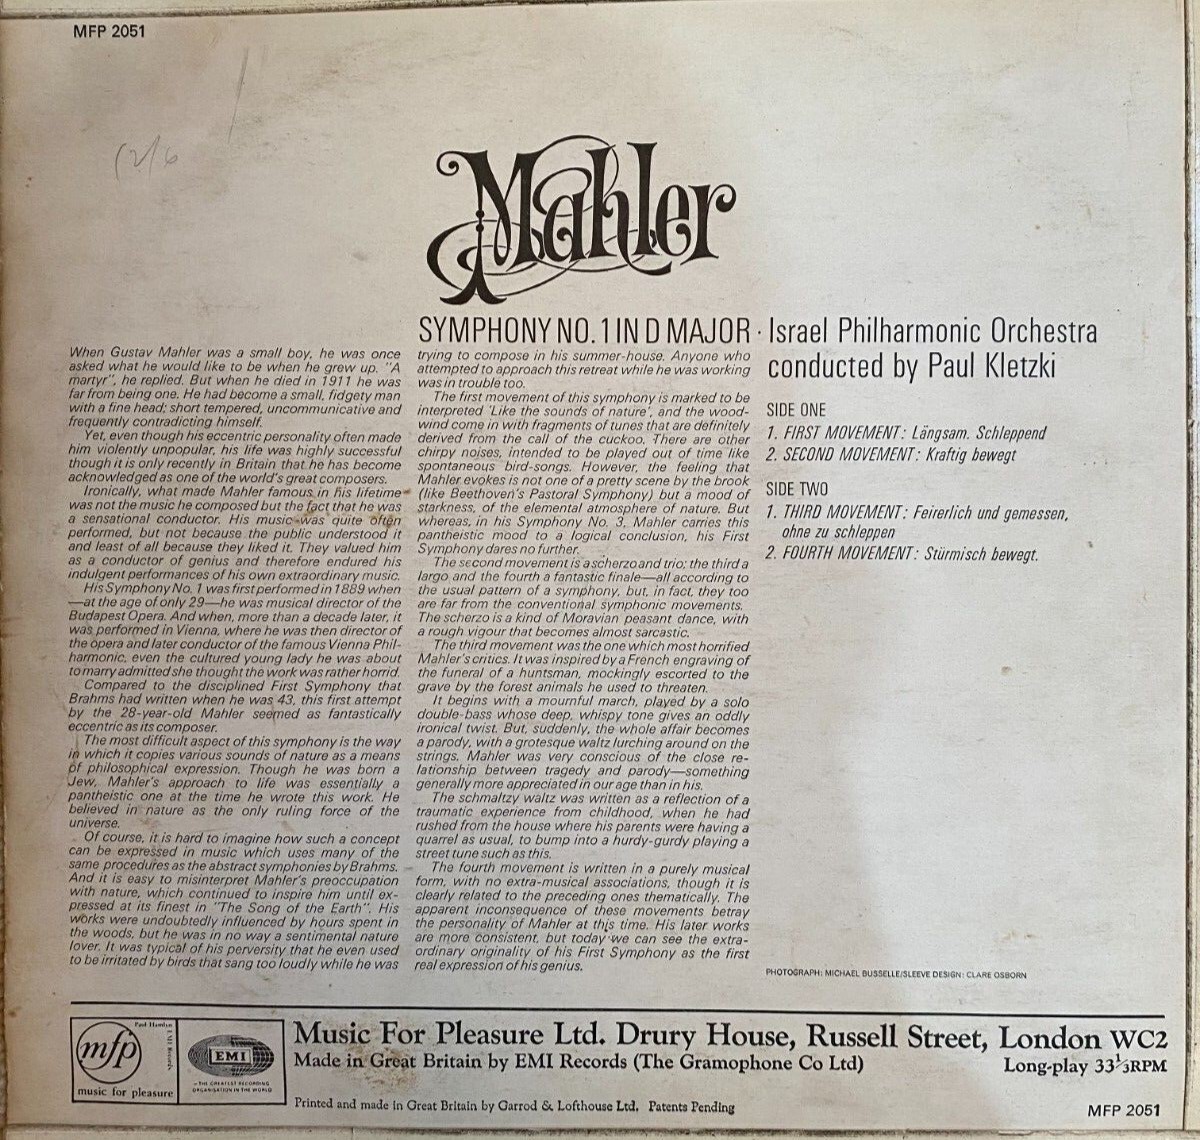 MFP 2051
(2/6
Mahler
SYMPHONY NO. 1 IN D MAJOR · Israel Philharmonic Orchestra
conducted by Paul Kletzki
When Gustav Mahler was a small boy, he was once
asked what he would like to be when he grew up. "A
martyr", he replied. But when he died in 1911 he was
far from being one. He had become a small, fidgety man
with a fine head; short tempered, uncommunicative and
frequently contradicting himself.
Yet, even though his eccentric personality often made
him violently unpopular, his life was highly successful
though it is only recently in Britain that he has become
acknowledged as one of the world's great composers.
Ironically, what made Mahler famous in his lifetime
was not the music he composed but the fact that he was
a sensational conductor. His music was quite often
performed, but not because the public understood it
and least of all because they liked it. They valued him
as a conductor of genius and therefore endured his
indulgent performances of his own extraordinary music.
His Symphony No. 1 was first performed in 1889 when
—at the age of only 29—he was musical director of the
Budapest Opera. And when, more than a decade later, it
was performed in Vienna, where he was then director of
the opera and later conductor of the famous Vienna Phil-
harmonic, even the cultured young lady he was about
to marry admitted she thought the work was rather horrid.
Compared to the disciplined First Symphony that
Brahms had written when he was 43, this first attempt
by the 28-year-old Mahler seemed as fantastically
eccentric as its composer.
The most difficult aspect of this symphony is the way
in which it copies various sounds of nature as a means
of philosophical expression. Though he was born a
Jew, Mahler's approach to life was essentially a
pantheistic one at the time he wrote this work. He
believed in nature as the only ruling force of the
universe.
Of course, it is hard to imagine how such a concept
can be expressed in music which uses many of the
same procedures as the abstract symphonies by Brahms.
And it is easy to misinterpret Mahler's preoccupation
with nature, which continued to inspire him until ex-
pressed at its finest in "The Song of the Earth". His
works were undoubtedly influenced by hours spent in
the woods, but he was in no way a sentimental nature
lover. It was typical of his perversity that he even used
to be irritated by birds that sang too loudly while he was
trying to compose in his summer-house. Anyone who
attempted to approach this retreat while he was working
was in trouble too.
The first movement of this symphony is marked to be
interpreted 'Like the sounds of nature', and the wood-
wind come in with fragments of tunes that are definitely
derived from the call of the cuckoo. There are other
chirpy noises, intended to be played out of time like
spontaneous bird-songs. However, the feeling that
Mahler evokes is not one of a pretty scene by the brook
(like Beethoven's Pastoral Symphony) but a mood of
starkness, of the elemental atmosphere of nature. But
whereas, in his Symphony No. 3, Mahler carries this
pantheistic mood to a logical conclusion, his First
Symphony dares no further.
The second movement is a scherzo and trio; the third a
largo and the fourth a fantastic finale—all according to
the usual pattern of a symphony, but, in fact, they too
are far from the conventional symphonic movements.
The scherzo is a kind of Moravian peasant dance, with
a rough vigour that becomes almost sarcastic.
The third movement was the one which most horrified
Mahler's critics. It was inspired by a French engraving of
the funeral of a huntsman, mockingly escorted to the
grave by the forest animals he used to threaten.
It begins with a mournful march, played by a solo
double-bass whose deep, whispy tone gives an oddly
ironical twist. But, suddenly, the whole affair becomes
a parody, with a grotesque waltz lurching around on the
strings. Mahler was very conscious of the close re-
lationship between tragedy and parody—something
generally more appreciated in our age than in his.
The schmaltzy waltz was written as a reflection of a
traumatic experience from childhood, when he had
rushed from the house where his parents were having a
quarrel as usual, to bump into a hurdy-gurdy playing a
street tune such as this.
The fourth movement is written in a purely musical
form, with no extra-musical associations, though it is
clearly related to the preceding ones thematically. The
apparent inconsequence of these movements betray
the personality of Mahler at this time. His later works
are more consistent, but today we can see the extra-
ordinary originality of his First Symphony as the first
real expression of his genius.
SIDE ONE
1. FIRST MOVEMENT: Längsam. Schleppend
2. SECOND MOVEMENT: Kraftig bewegt
SIDE TWO
1. THIRD MOVEMENT: Feirerlich und gemessen,
ohne zu schleppen
2. FOURTH MOVEMENT: Stürmisch bewegt.
PHOTOGRAPH: MICHAEL BUSSELLE/SLEEVE DESIGN: CLARE OSBORN
mfp
Paul Hamlyn
EMI Records
music for pleasure
EMI
THE GREATEST RECORDING
ORGANISATION IN THE WORLD
Music For Pleasure Ltd. Drury House, Russell Street, London WC2
Made in Great Britain by EMI Records (The Gramophone Co Ltd)
Long-play 33⅓RPM
Printed and made in Great Britain by Garrod & Lofthouse Ltd. Patents Pending
MFP 2051